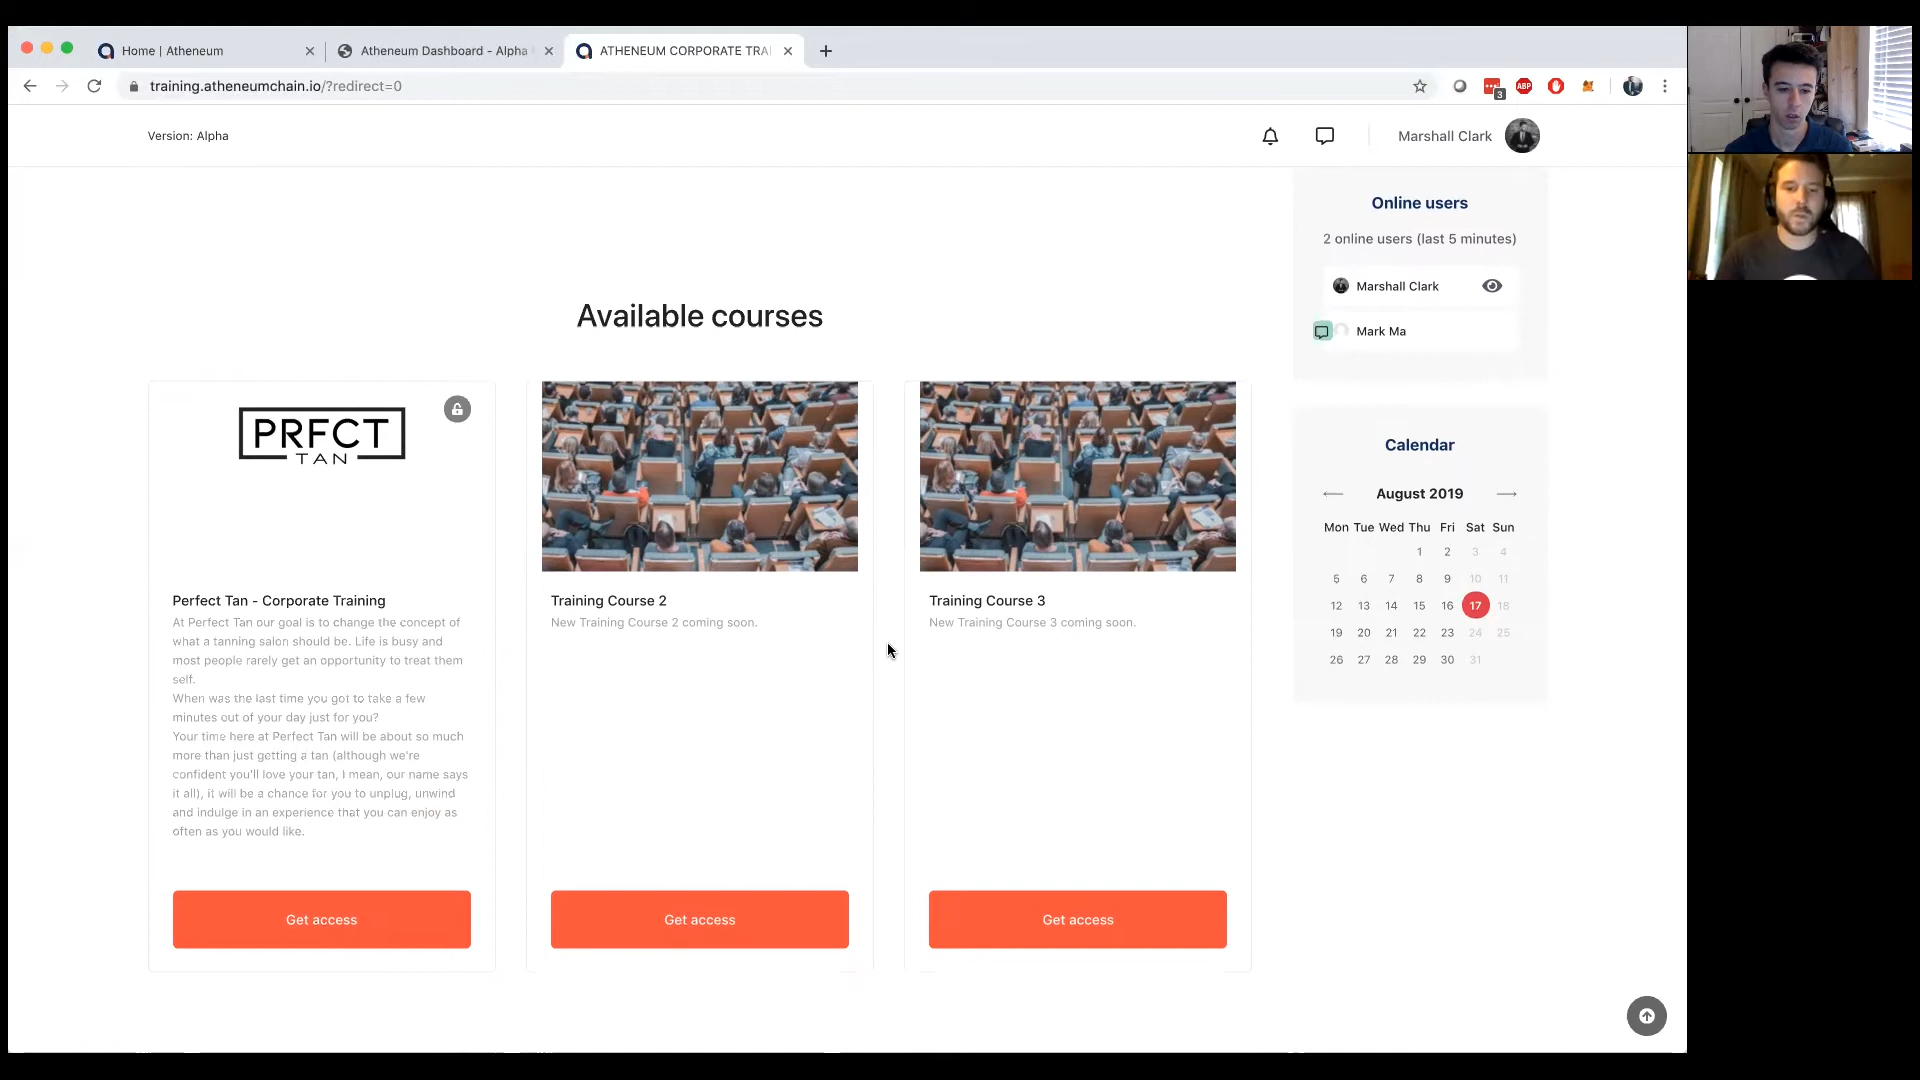 Home | Atheneum
Atheneum Dashboard - Alpha
ATHENEUM CORPORATE TRAI
training.atheneumchain.io/?redirect=0
3
ABP
Version: Alpha
Marshall Clark
Online users
2 online users (last 5 minutes)
Marshall Clark
Mark Ma
Available courses
PRFCT
TAN
Perfect Tan - Corporate Training
At Perfect Tan our goal is to change the concept of
what a tanning salon should be. Life is busy and
most people rarely get an opportunity to treat them
self.
When was the last time you got to take a few
minutes out of your day just for you?
Your time here at Perfect Tan will be about so much
more than just getting a tan (although we're
confident you'll love your tan, I mean, our name says
it all), it will be a chance for you to unplug, unwind
and indulge in an experience that you can enjoy as
often as you would like.
Get access
Training Course 2
New Training Course 2 coming soon.
Get access
Training Course 3
New Training Course 3 coming soon.
Get access
Calendar
August 2019
Mon Tue Wed Thu Fri Sat Sun
1 2 3 4
5 6 7 8 9 10 11
12 13 14 15 16 17 18
19 20 21 22 23 24 25
26 27 28 29 30 31